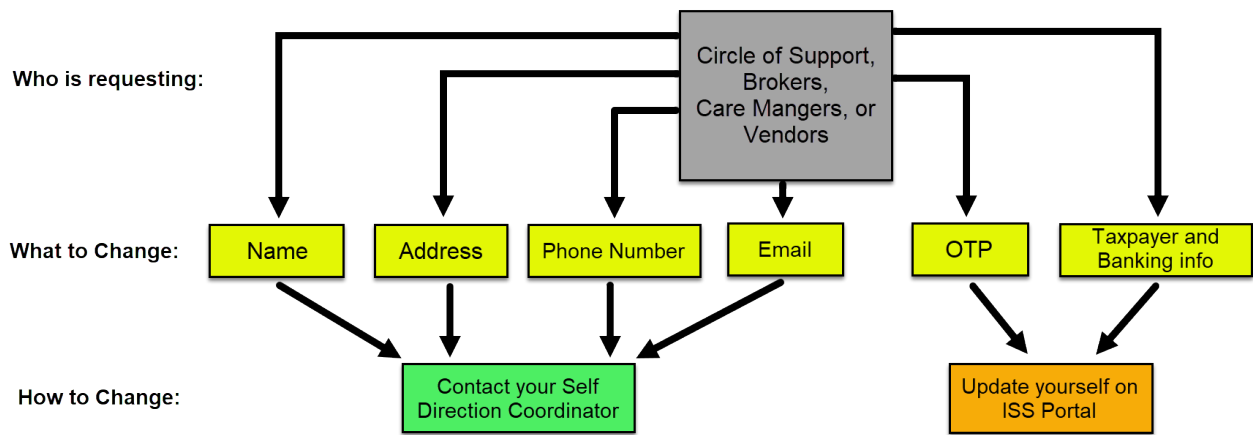 Who is requesting:
Circle of Support,
Brokers,
Care Mangers, or
Vendors
What to Change:
Name
Address
Phone Number
Email
OTP
Taxpayer and
Banking info
How to Change:
Contact your Self
Direction Coordinator
Update yourself on
ISS Portal